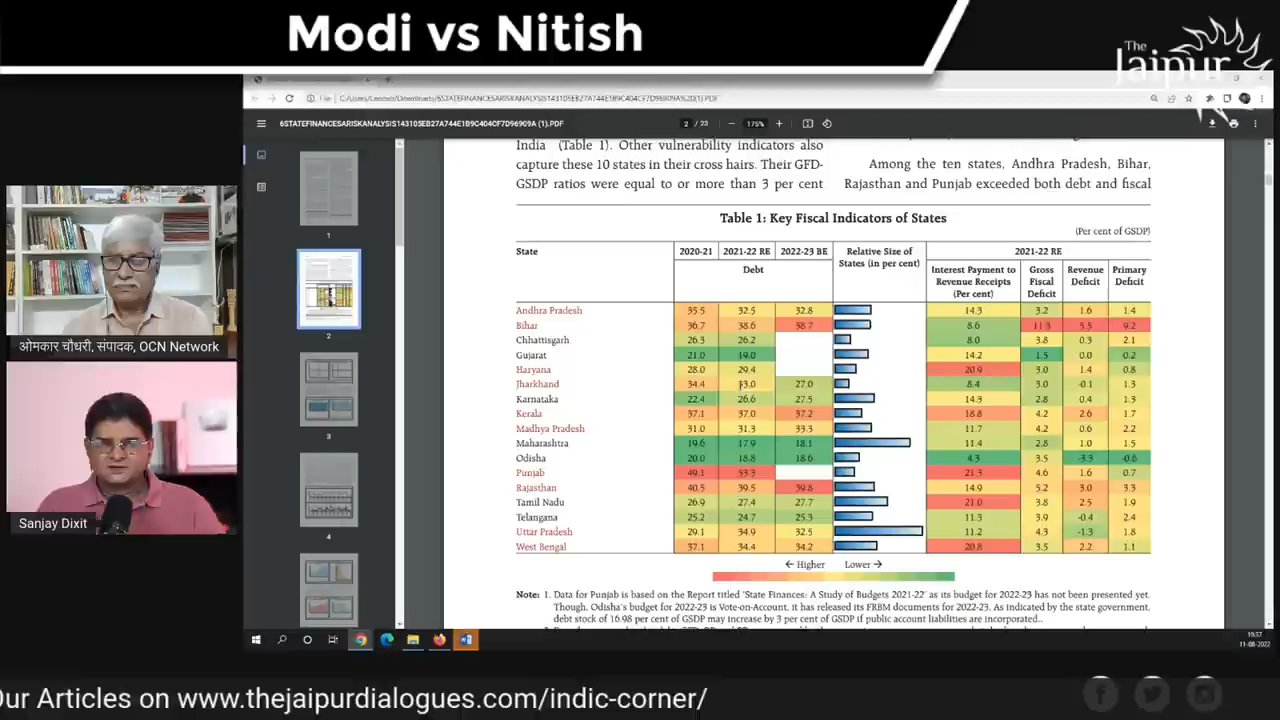 Modi vs Nitish
The
Jaipur
6STATEFINANCESARISKANALYSIS143105EB27A744E1B9C404CF7D96909A (1).PDF
2 / 23
175%
India (Table 1). Other vulnerability indicators also
capture these 10 states in their cross hairs. Their GFD-
GSDP ratios were equal to or more than 3 per cent
Among the ten states, Andhra Pradesh, Bihar,
Rajasthan and Punjab exceeded both debt and fiscal
1
2
3
4
Table 1: Key Fiscal Indicators of States
(Per cent of GSDP)
State 2020-21 2021-22 RE 2022-23 BE Relative Size of States (in per cent) 2021-22 RE
Debt Interest Payment to Revenue Receipts (Per cent) Gross Fiscal Deficit Revenue Deficit Primary Deficit
Andhra Pradesh 35.5 32.5 32.8 14.3 3.2 1.6 1.4
Bihar 36.7 38.6 38.7 8.6 11.3 5.5 9.2
Chhattisgarh 26.3 26.2 8.0 3.8 0.3 2.1
Gujarat 21.0 19.0 14.2 1.5 0.0 0.2
Haryana 28.0 29.4 20.9 3.0 1.4 0.8
Jharkhand 34.4 33.0 27.0 8.4 3.0 -0.1 1.3
Karnataka 22.4 26.6 27.5 14.3 2.8 0.4 1.3
Kerala 37.1 37.0 37.2 18.8 4.2 2.6 1.7
Madhya Pradesh 31.0 31.3 33.3 11.7 4.2 0.6 2.2
Maharashtra 19.6 17.9 18.1 11.4 2.8 1.0 1.5
Odisha 20.0 18.8 18.6 4.3 3.5 -3.3 -0.6
Punjab 49.1 53.3 21.3 4.6 1.6 0.7
Rajasthan 40.5 39.5 39.8 14.9 5.2 3.0 3.3
Tamil Nadu 26.9 27.4 27.7 21.0 3.8 2.5 1.9
Telangana 25.2 24.7 25.3 11.3 3.9 -0.4 2.4
Uttar Pradesh 29.1 34.9 32.5 11.2 4.3 -1.3 1.8
West Bengal 37.1 34.4 34.2 20.8 3.5 2.2 1.1
← Higher Lower →
Note: 1. Data for Punjab is based on the Report titled 'State Finances: A Study of Budgets 2021-22' as its budget for 2022-23 has not been presented yet.
Though, Odisha's budget for 2022-23 is Vote-on-Account, it has released its FRBM documents for 2022-23. As indicated by the state government,
debt stock of 16.98 per cent of GSDP may increase by 3 per cent of GSDP if public account liabilities are incorporated..
ओमकार चौधरी, संपादक, OCN Network
Sanjay Dixit
19:37
11-08-2022
Our Articles on www.thejaipurdialogues.com/indic-corner/